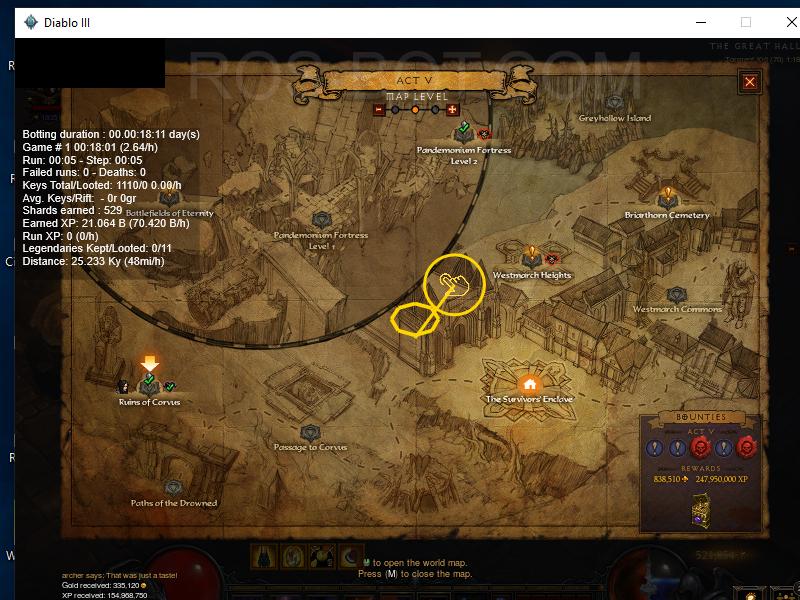 Diablo III
ROS-BOT.COM
THE GREAT HALL
ACT V
MAP LEVEL
Greyhollow Island
Pandemonium Fortress
Level 2
Botting duration : 00.00:18:11 day(s)
Game # 1 00:18:01 (2.64/h)
Run: 00:05 - Step: 00:05
Failed runs: 0 - Deaths: 0
Keys Total/Looted: 1110/0 0.00/h
Avg. Keys/Rift: - 0r 0gr
Shards earned : 529
Earned XP: 21.064 B (70.420 B/h)
Run XP: 0 (0/h)
Legendaries Kept/Looted: 0/11
Distance: 25.233 Ky (48mi/h)
Battlefields of Eternity
Pandemonium Fortress
Level 1
Briarthorn Cemetery
Westmarch Heights
Westmarch Commons
Ruins of Corvus
The Survivors' Enclave
Passage to Corvus
Paths of the Drowned
BOUNTIES
ACT V
REWARDS
838,510 247,950,000 XP
to open the world map.
Press (M) to close the map.
archer says: That was just a taste!
Gold received: 335,120
XP received: 154,968,750